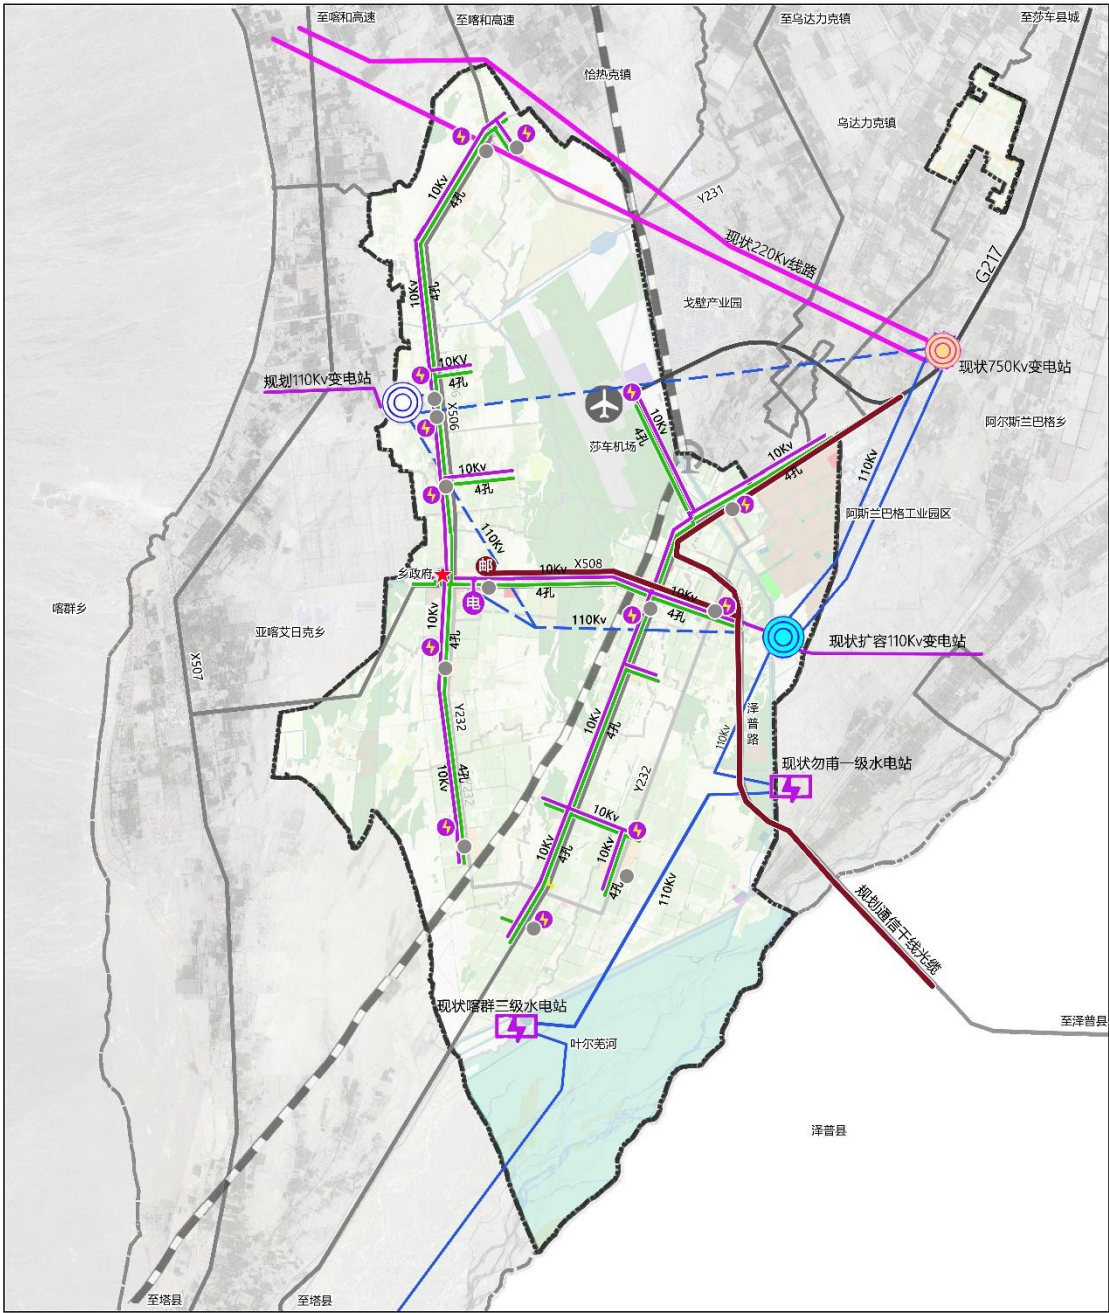 至喀和高速
至喀和高速
至乌达力克镇
至莎车县城
恰热克镇
乌达力克镇
10Kv
4孔
Y231
现状220Kv线路
G217
10Kv
4孔
戈壁产业园
现状750Kv变电站
规划110Kv变电站
10KV
4孔
X506
10Kv
4孔
莎车机场
阿尔斯兰巴格乡
10Kv
4孔
10Kv
4孔
110Kv
阿斯兰巴格工业园区
110Kv
乡政府
邮
10Kv
X508
4孔
电
10Kv
4孔
喀群乡
亚喀艾日克乡
10Kv
4孔
110Kv
现状扩容110Kv变电站
X507
Y232
10Kv
4孔
泽普路
110Kv
10Kv
4孔
Y232
Y232
现状勿甫一级水电站
10Kv
10Kv
4孔
10Kv
4孔
110Kv
规划通信干线光缆
现状喀群三级水电站
叶尔羌河
至泽普县
泽普县
至塔县
至塔县